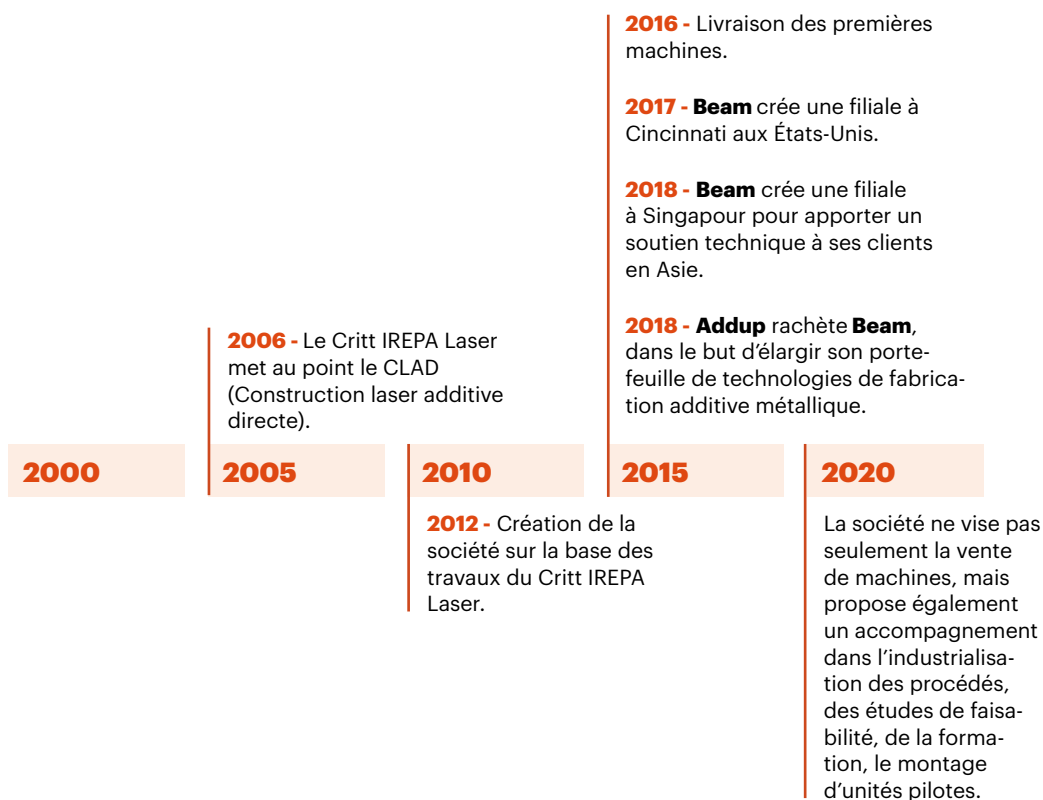 2016 - Livraison des premières
machines.
2017 - Beam crée une filiale à
Cincinnati aux États-Unis.
2018 - Beam crée une filiale
à Singapour pour apporter un
soutien technique à ses clients
en Asie.
2018 - Addup rachète Beam,
dans le but d’élargir son porte-
feuille de technologies de fabrica-
tion additive métallique.
2006 - Le Critt IREPA Laser
met au point le CLAD
(Construction laser additive
directe).
2000
2005
2010
2015
2020
2012 - Création de la
société sur la base des
travaux du Critt IREPA
Laser.
La société ne vise pas
seulement la vente
de machines, mais
propose également
un accompagnement
dans l’industrialisa-
tion des procédés,
des études de faisa-
bilité, de la forma-
tion, le montage
d’unités pilotes.